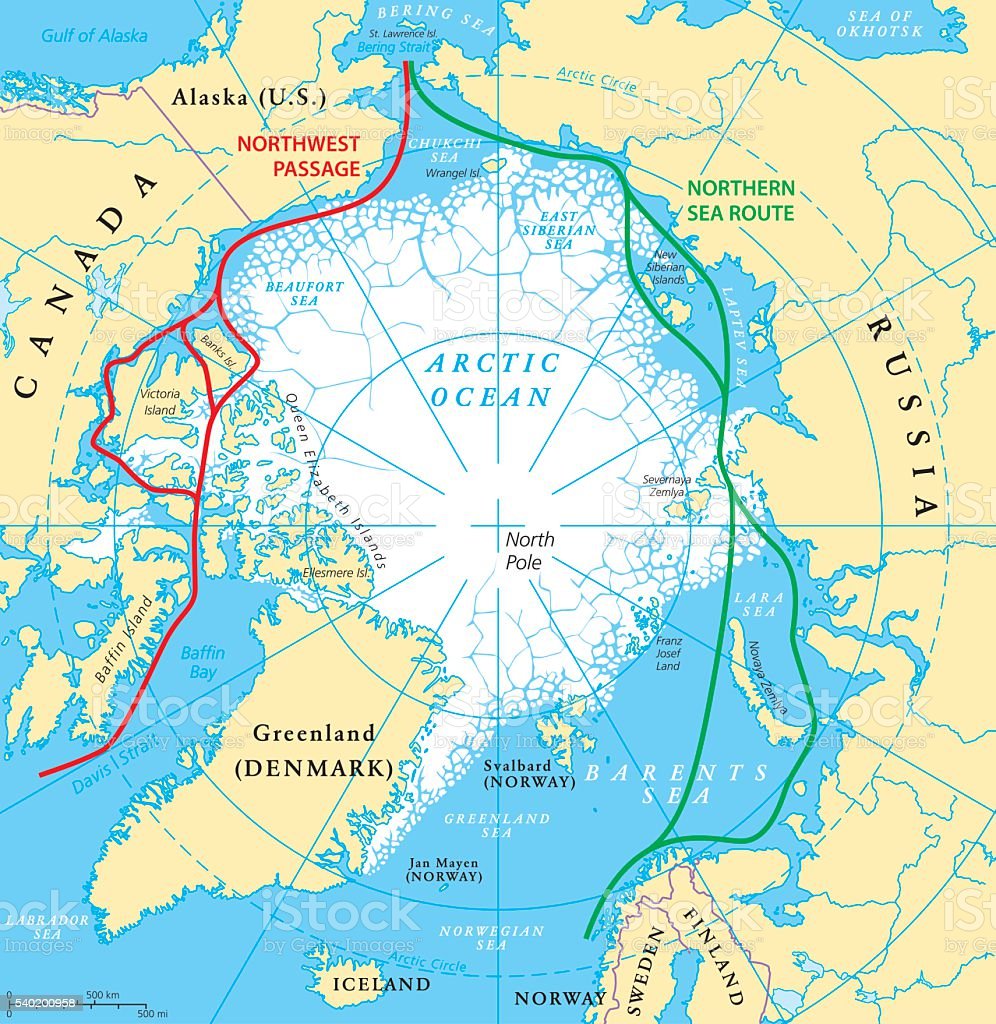 BERING SEA
Gulf of Alaska
St. Lawrence Isl.
Bering Strait
SEA OF
OKHOTSK
Arctic Circle
Alaska (U.S.)
NORTHWEST
PASSAGE
CHUKCHI
SEA
Wrangel Isl.
NORTHERN
SEA ROUTE
CANADA
EAST
SIBERIAN
SEA
New
Siberian
Islands
BEAUFORT
SEA
LAPTEV SEA
RUSSIA
Banks Isl.
ARCTIC
OCEAN
Victoria
Island
Queen Elizabeth Islands
Severnaya
Zemlya
North
Pole
Ellesmere Isl.
LARA
SEA
Baffin Island
Baffin
Bay
Franz
Josef
Land
Novaya Zemlya
Greenland
(DENMARK)
Davis Strait
Svalbard
(NORWAY)
BARENTS
SEA
GREENLAND
SEA
Jan Mayen
(NORWAY)
LABRADOR
SEA
NORWEGIAN
SEA
Arctic Circle
ICELAND
NORWAY
SWEDEN
FINLAND
0 500 km
0 500 mi
540200958
iStock
by Getty Images™